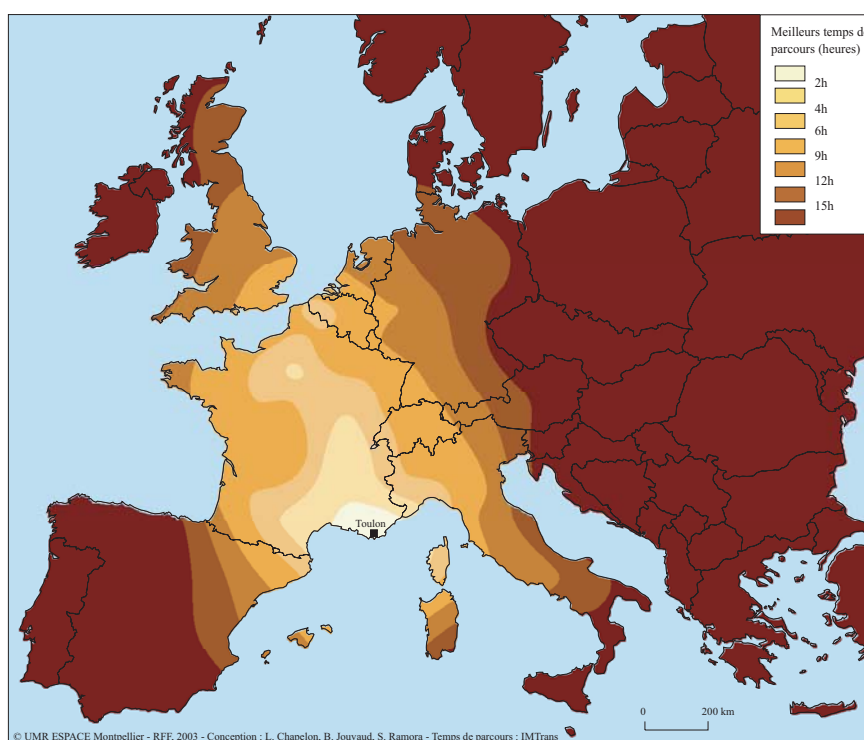 Meilleurs temps de
parcours (heures)
2h
4h
6h
9h
12h
15h
Toulon
0 200 km
© UMR ESPACE Montpellier - RFF, 2003 - Conception : L. Chapelon, B. Jouvaud, S. Ramora - Temps de parcours : IMTrans